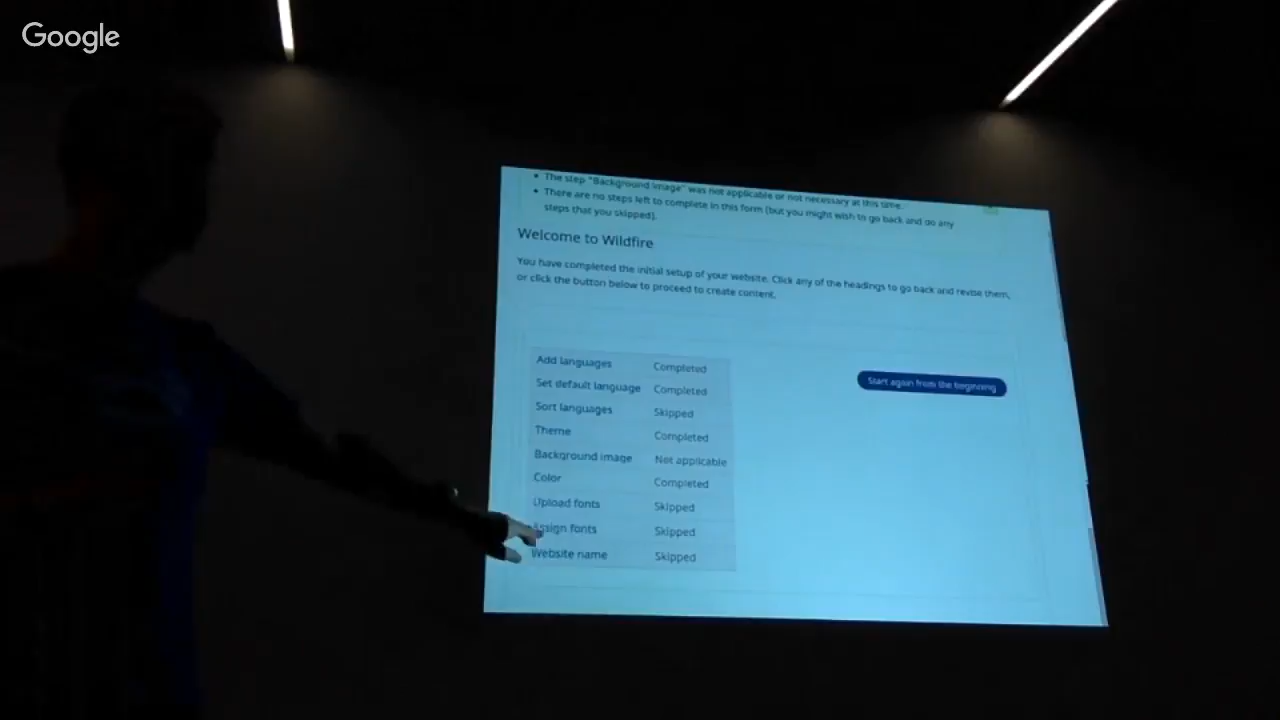 Google
• The step "Background image" was not applicable or not necessary at this time.
• There are no steps left to complete in this form (but you might wish to go back and do any
steps that you skipped).
Welcome to Wildfire
You have completed the initial setup of your website. Click any of the headings to go back and revise them,
or click the button below to proceed to create content.
Add languages Completed
Set default language Completed
Sort languages Skipped
Theme Completed
Background image Not applicable
Color Completed
Upload fonts Skipped
Assign fonts Skipped
Website name Skipped
Start again from the beginning